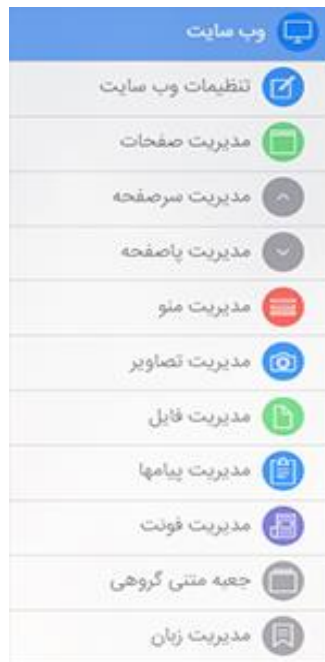 وب سایت
تنظیمات وب سایت
مدیریت صفحات
مدیریت سرصفحه
مدیریت پاصفحه
مدیریت منو
مدیریت تصاویر
مدیریت فایل
مدیریت پیامها
مدیریت فونت
جعبه متنی گروهی
مدیریت زبان